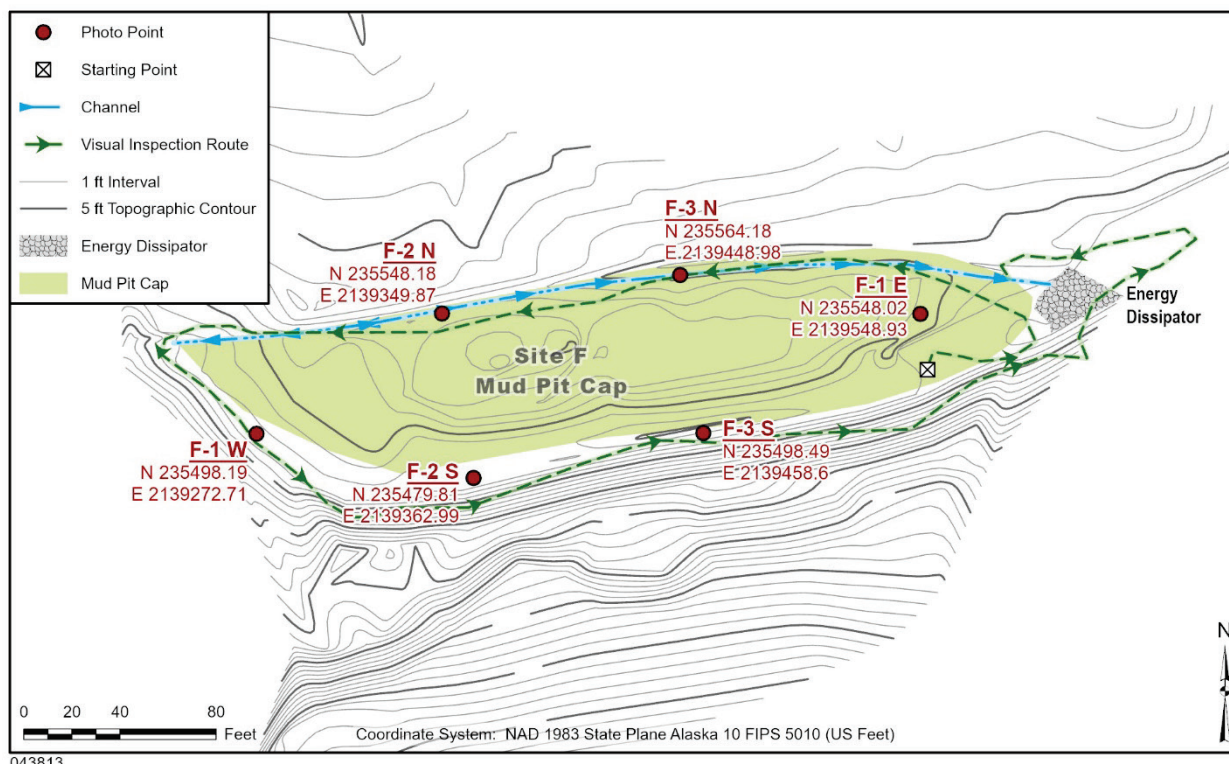 Photo Point
Starting Point
Channel
Visual Inspection Route
1 ft Interval
5 ft Topographic Contour
Energy Dissipator
Mud Pit Cap
F-3 N
N 235564.18
E 2139448.98
F-2 N
N 235548.18
E 2139349.87
F-1 E
N 235548.02
E 2139548.93
Energy
Dissipator
Site F
Mud Pit Cap
F-1 W
N 235498.19
E 2139272.71
F-2 S
N 235479.81
E 2139362.99
F-3 S
N 235498.49
E 2139458.6
N
0 20 40 80
Feet
Coordinate System: NAD 1983 State Plane Alaska 10 FIPS 5010 (US Feet)
043813